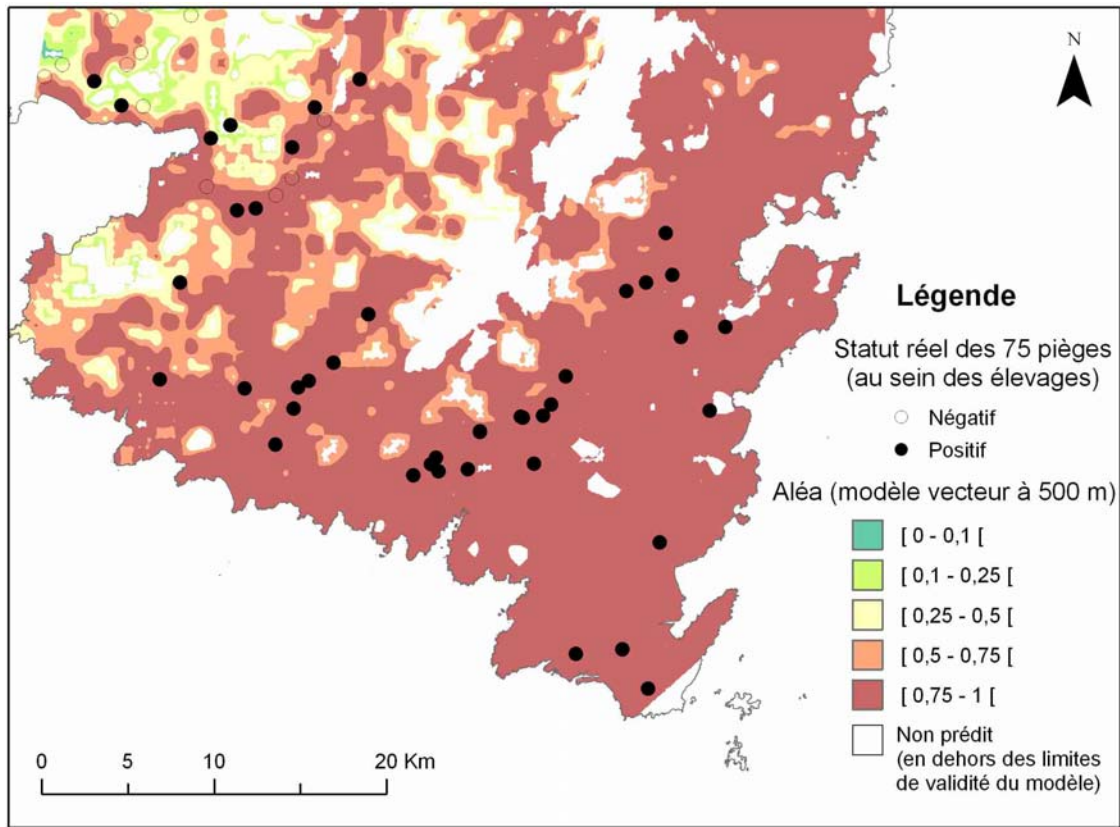 N
Légende
Statut réel des 75 pièges
(au sein des élevages)
Négatif
Positif
Aléa (modèle vecteur à 500 m)
[ 0 - 0,1 [
[ 0,1 - 0,25 [
[ 0,25 - 0,5 [
[ 0,5 - 0,75 [
[ 0,75 - 1 [
Non prédit
(en dehors des limites
de validité du modèle)
0 5 10 20 Km